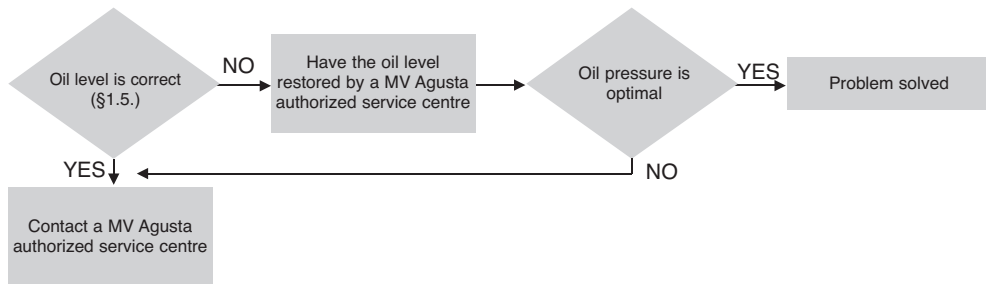 Oil level is correct
(§1.5.)
NO
Have the oil level
restored by a MV Agusta
authorized service centre
Oil pressure is
optimal
YES
Problem solved
YES
NO
Contact a MV Agusta
authorized service centre